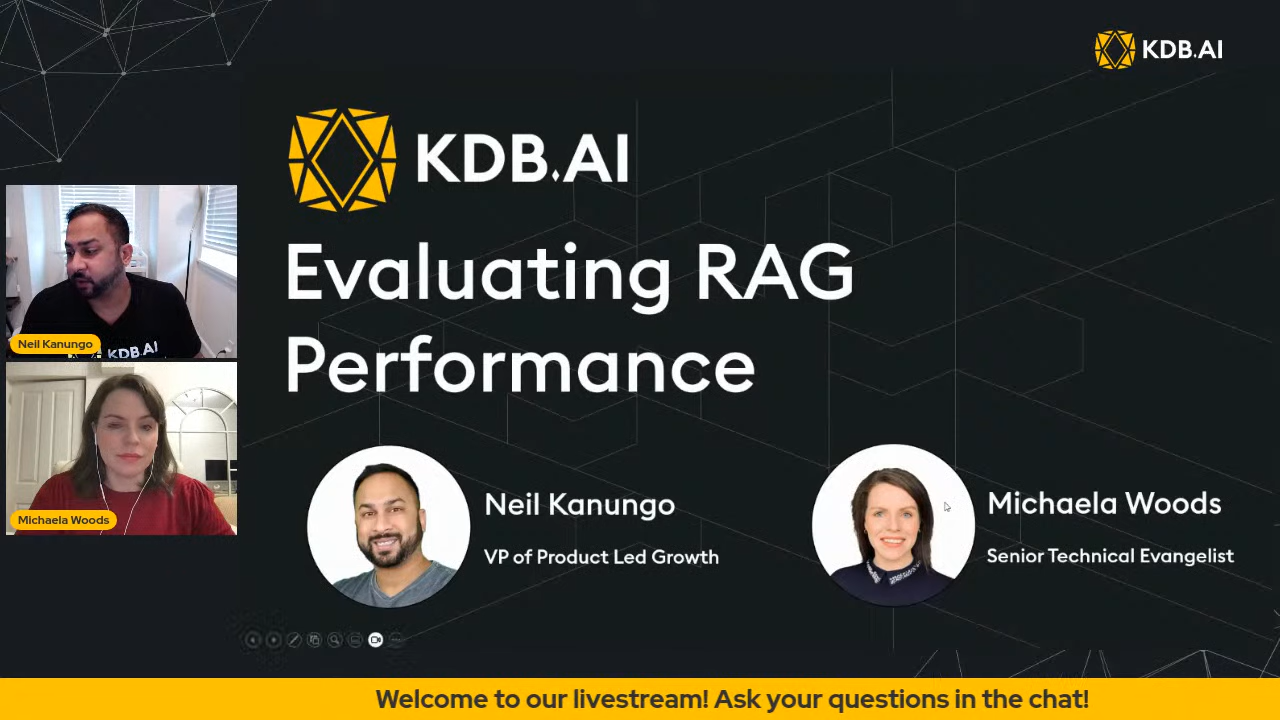 KDB.AI
KDB.AI
Evaluating RAG
Performance
Neil Kanungo
KDB.AI
Michaela Woods
Neil Kanungo
VP of Product Led Growth
Michaela Woods
Senior Technical Evangelist
Welcome to our livestream! Ask your questions in the chat!